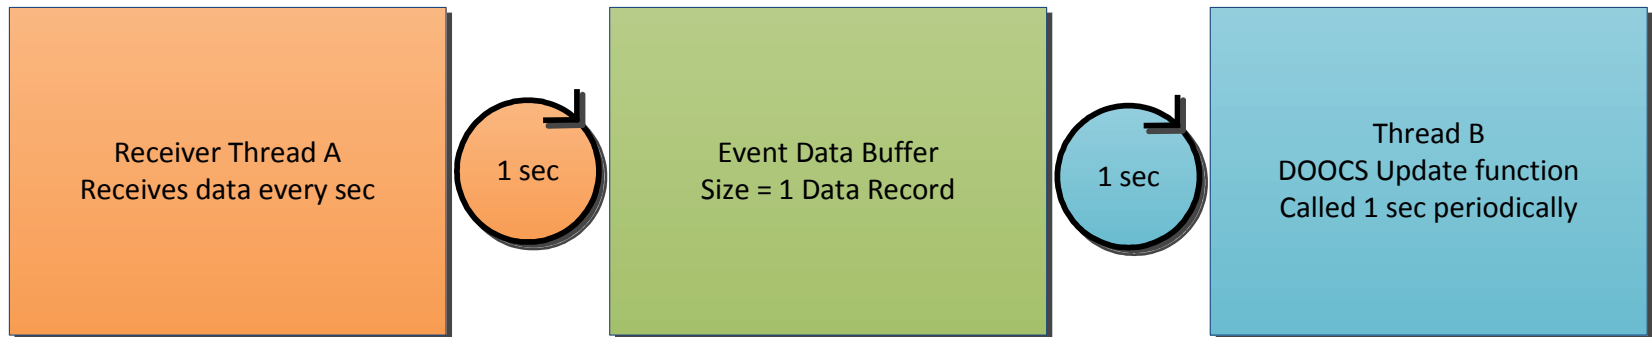 Receiver Thread A
Receives data every sec
1 sec
Event Data Buffer
Size = 1 Data Record
1 sec
Thread B
DOOCS Update function
Called 1 sec periodically